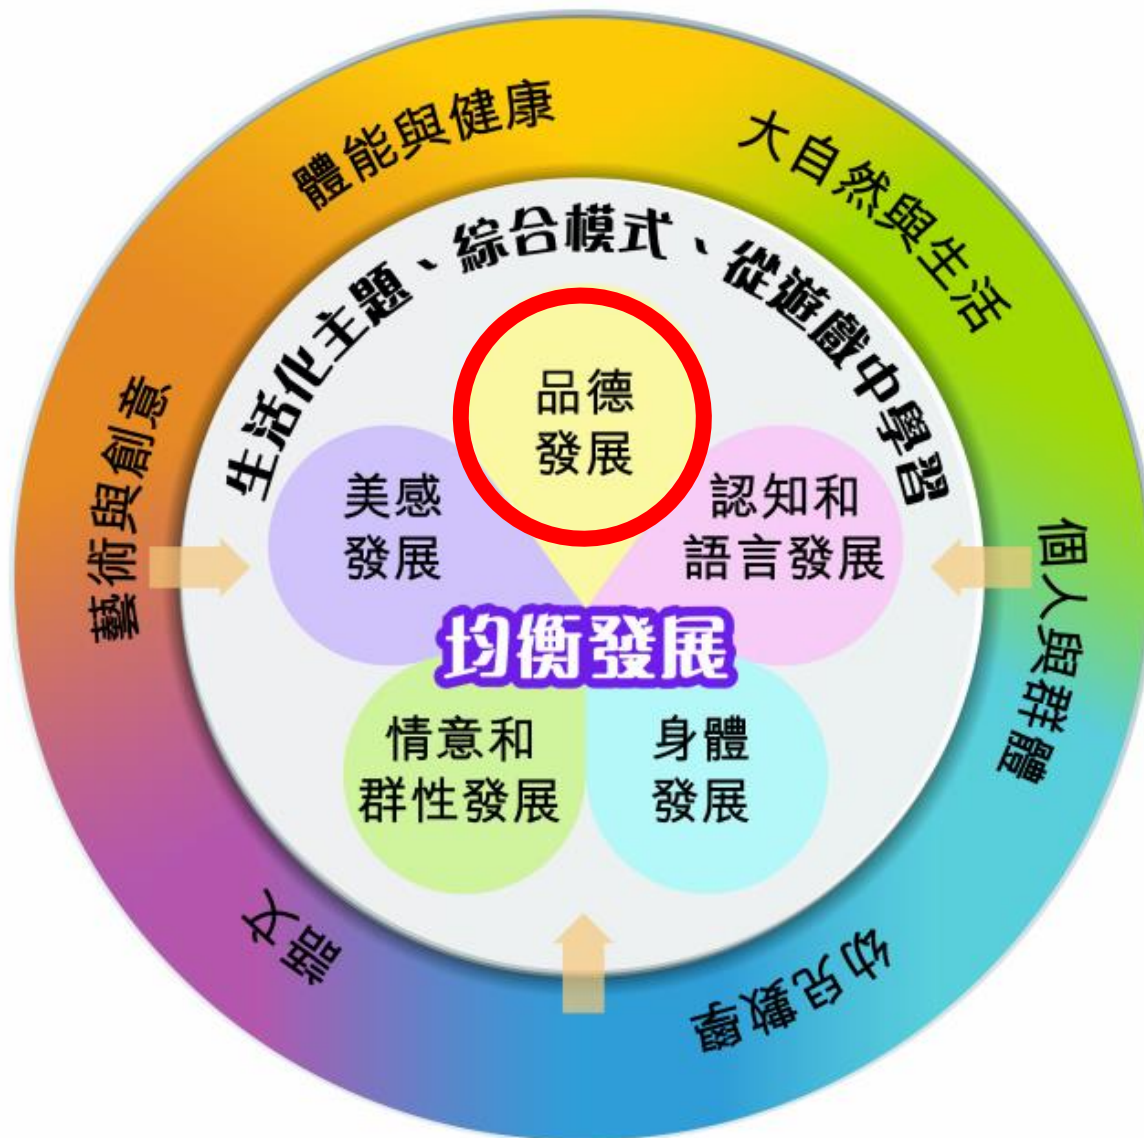 體能與健康
大自然與生活
個人與群體
幼兒數學
語文
藝術與創意
生活化主題、綜合模式、從遊戲中學習
品德
發展
認知和
語言發展
身體
發展
情意和
群性發展
美感
發展
均衡發展